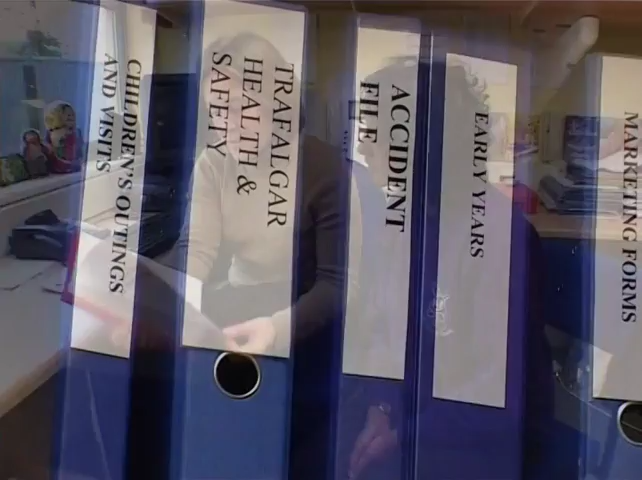 CHILDREN'S OUTINGS
AND VISITS
TRAFALGAR
HEALTH &
SAFETY
ACCIDENT
FILE
EARLY YEARS
MARKETING FORMS